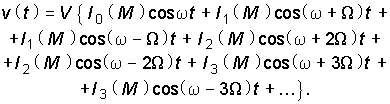 v(t) = V { I₀(M)cosωt + I₁(M)cos(ω + Ω)t +
+I₁(M)cos(ω − Ω)t + I₂(M)cos(ω + 2Ω)t +
+I₂(M)cos(ω − 2Ω)t + I₃(M)cos(ω + 3Ω)t +
+I₃(M)cos(ω − 3Ω)t + ...}.